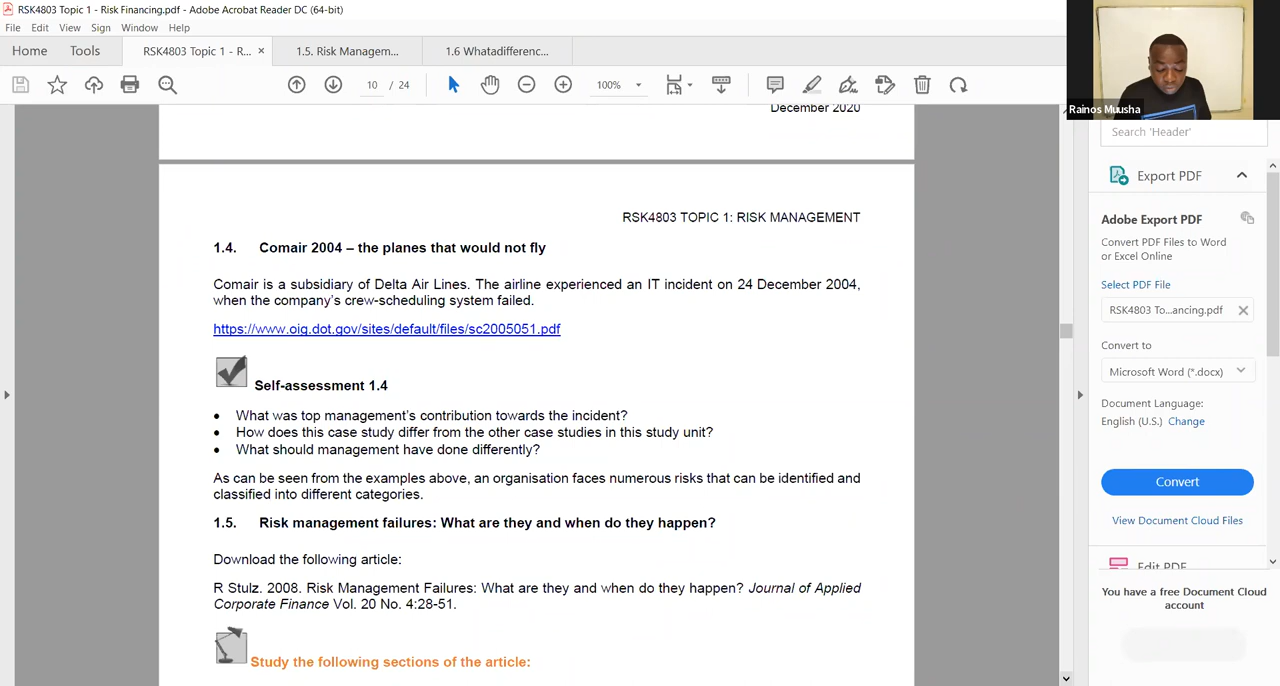 RSK4803 Topic 1 - Risk Financing.pdf - Adobe Acrobat Reader DC (64-bit)
File Edit View Sign Window Help
Home Tools RSK4803 Topic 1 - R... × 1.5. Risk Managem... 1.6 Whatadifferenc...
10 / 24 100%
Rainos Muusha
December 2020
Search 'Header'
RSK4803 TOPIC 1: RISK MANAGEMENT
1.4. Comair 2004 – the planes that would not fly
Comair is a subsidiary of Delta Air Lines. The airline experienced an IT incident on 24 December 2004,
when the company's crew-scheduling system failed.
https://www.oig.dot.gov/sites/default/files/sc2005051.pdf
Self-assessment 1.4
• What was top management's contribution towards the incident?
• How does this case study differ from the other case studies in this study unit?
• What should management have done differently?
As can be seen from the examples above, an organisation faces numerous risks that can be identified and
classified into different categories.
1.5. Risk management failures: What are they and when do they happen?
Download the following article:
R Stulz. 2008. Risk Management Failures: What are they and when do they happen? Journal of Applied
Corporate Finance Vol. 20 No. 4:28-51.
Study the following sections of the article:
Export PDF
Adobe Export PDF
Convert PDF Files to Word
or Excel Online
Select PDF File
RSK4803 To...ancing.pdf
Convert to
Microsoft Word (*.docx)
Document Language:
English (U.S.) Change
Convert
View Document Cloud Files
Edit PDF
You have a free Document Cloud
account